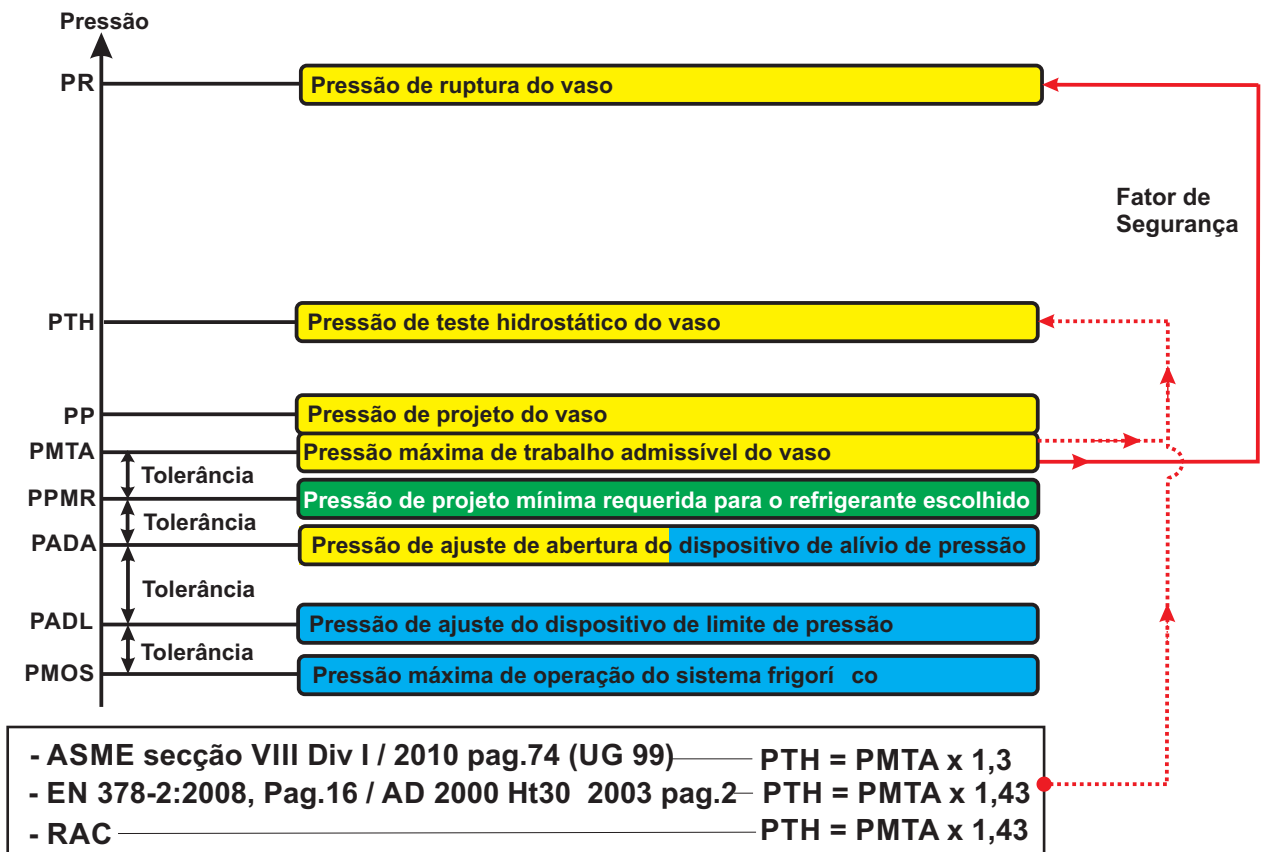 Pressão
PR
Pressão de ruptura do vaso
Fator de
Segurança
PTH
Pressão de teste hidrostático do vaso
PP
Pressão de projeto do vaso
PMTA
Pressão máxima de trabalho admissível do vaso
Tolerância
PPMR
Pressão de projeto mínima requerida para o refrigerante escolhido
Tolerância
PADA
Pressão de ajuste de abertura do dispositivo de alívio de pressão
Tolerância
PADL
Pressão de ajuste do dispositivo de limite de pressão
Tolerância
PMOS
Pressão máxima de operação do sistema frigorí co
- ASME secção VIII Div I / 2010 pag.74 (UG 99) PTH = PMTA x 1,3
- EN 378-2:2008, Pag.16 / AD 2000 Ht30 2003 pag.2 PTH = PMTA x 1,43
- RAC PTH = PMTA x 1,43